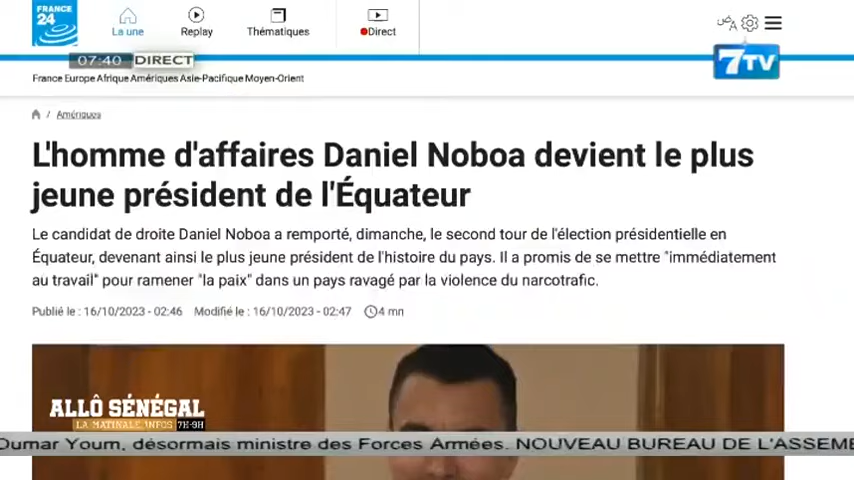 FRANCE
24
La une
Replay
Thématiques
Direct
07:40 DIRECT
7TV
France Europe Afrique Amériques Asie-Pacifique Moyen-Orient
/ Amériques
L'homme d'affaires Daniel Noboa devient le plus
jeune président de l'Équateur
Le candidat de droite Daniel Noboa a remporté, dimanche, le second tour de l'élection présidentielle en
Équateur, devenant ainsi le plus jeune président de l'histoire du pays. Il a promis de se mettre "immédiatement
au travail" pour ramener "la paix" dans un pays ravagé par la violence du narcotrafic.
Publié le : 16/10/2023 - 02:46 Modifié le : 16/10/2023 - 02:47 4 mn
ALLÔ SÉNÉGAL
LA MATINALE INFOS 7H-9H
Oumar Youm, désormais ministre des Forces Armées. NOUVEAU BUREAU DE L'ASSEMB